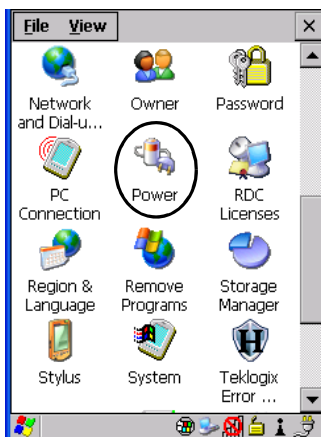 File View
Network and Dial-u...
Owner
Password
PC Connection
Power
RDC Licenses
Region & Language
Remove Programs
Storage Manager
Stylus
System
Teklogix Error ...